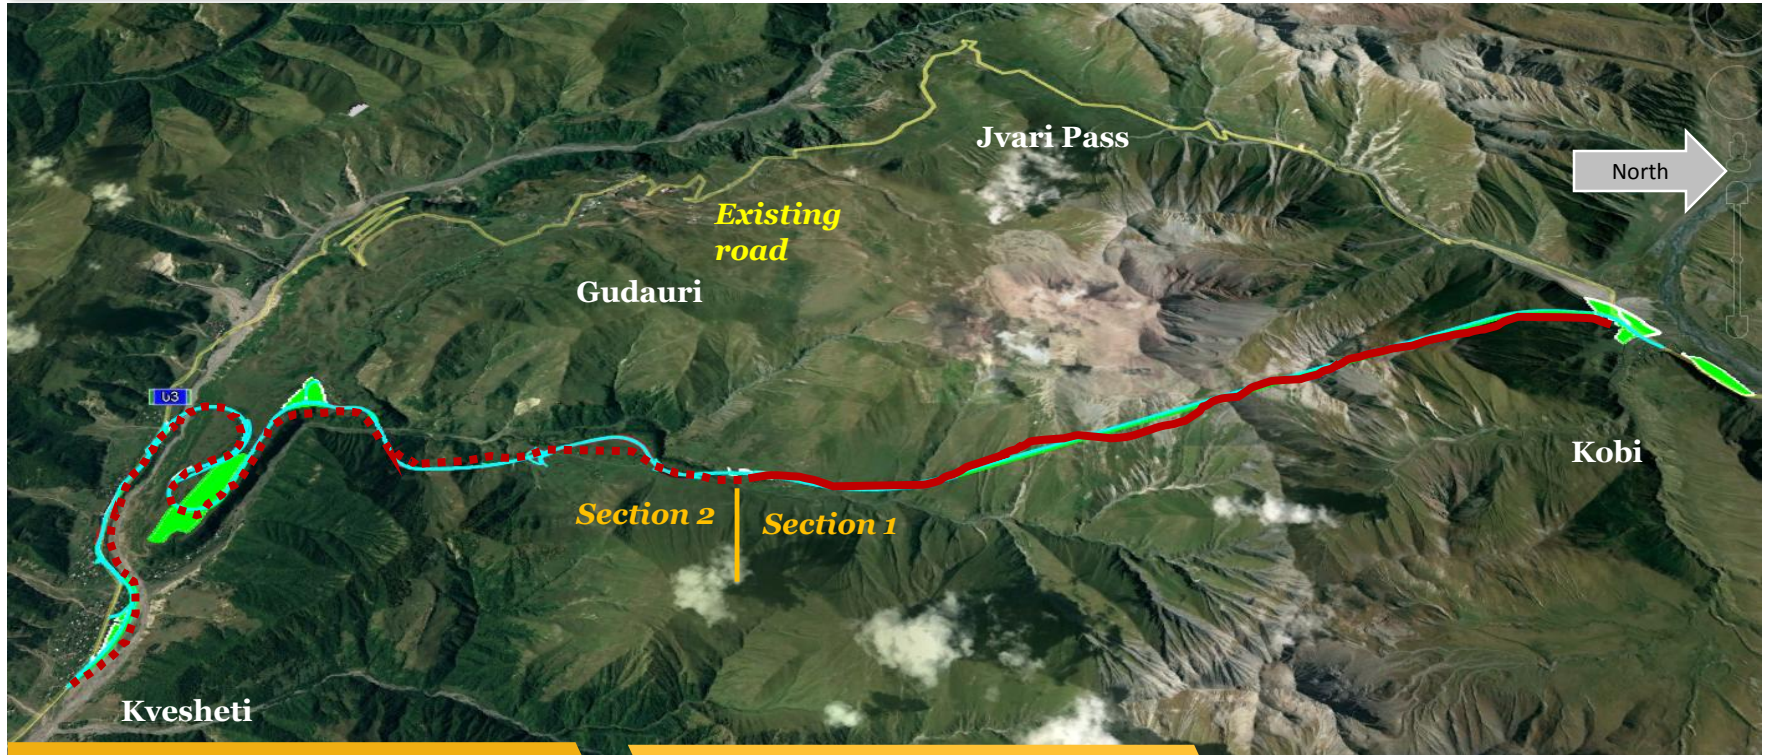 Jvari Pass
North
Existing
road
Gudauri
U3
Kobi
Section 2
Section 1
Kvesheti